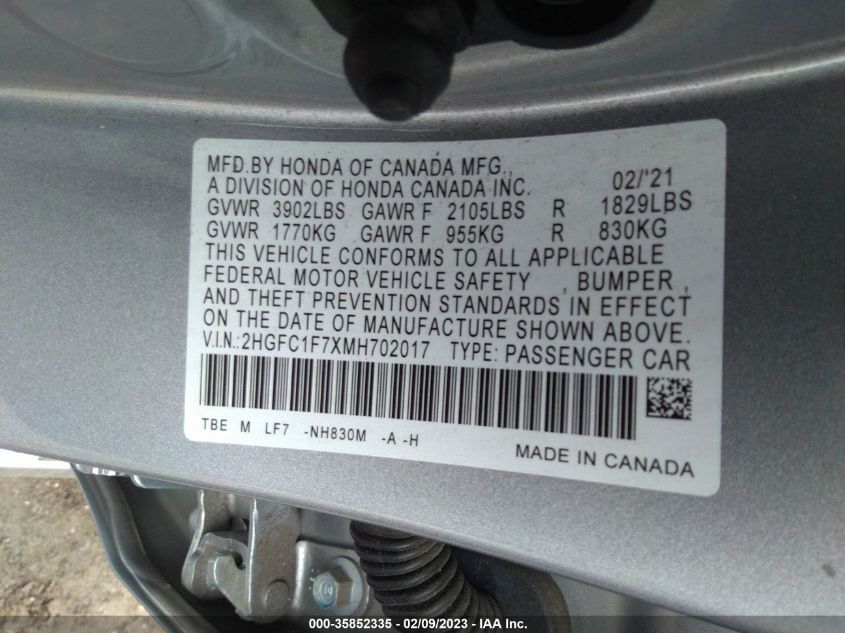 MFD.BY HONDA OF CANADA MFG.,
A DIVISION OF HONDA CANADA INC. 02/'21
GVWR 3902LBS GAWR F 2105LBS R 1829LBS
GVWR 1770KG GAWR F 955KG R 830KG
THIS VEHICLE CONFORMS TO ALL APPLICABLE
FEDERAL MOTOR VEHICLE SAFETY , BUMPER ,
AND THEFT PREVENTION STANDARDS IN EFFECT
ON THE DATE OF MANUFACTURE SHOWN ABOVE.
V.I.N.:2HGFC1F7XMH702017 TYPE: PASSENGER CAR
TBE M LF7 -NH830M -A -H
MADE IN CANADA
000-35852335 - 02/09/2023 - IAA Inc.